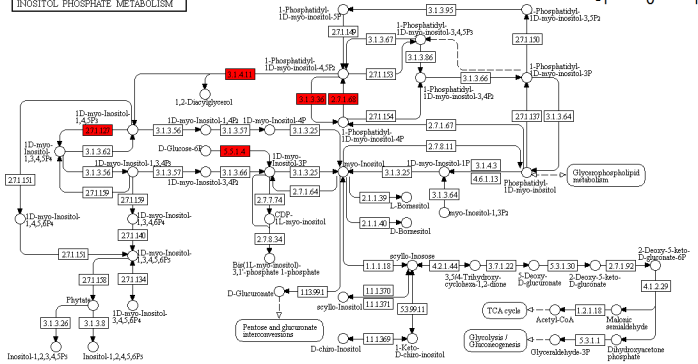 INOSITOL PHOSPHATE METABOLISM
1-Phosphatidyl-
1D-myo-inositol-5P
3.1.3.95
1-Phosphatidyl-
1D-myo-inositol-3,5P2
2.7.1.149
3.1.3.67
1-Phosphatidyl-
1D-myo-inositol-3,4,5P3
2.7.1.150
1-Phosphatidyl-
1D-myo-inositol-4,5P2
3.1.3.86
1-Phosphatidyl-
1D-myo-inositol-3P
3.1.4.11
2.7.1.153
3.1.3.66
1-Phosphatidyl-
1D-myo-inositol-3,4P2
1,2-Diacylglycerol
2.7.1.68
1D-myo-Inositol-
1,4,5P3
2.7.1.154
2.7.1.137
3.1.3.64
2.7.1.127
3.1.3.56
1D-myo-Inositol-1,4P2
3.1.3.57
1D-myo-Inositol-4P
3.1.3.25
1-Phosphatidyl-
1D-myo-inositol-4P
2.7.1.67
1D-myo-
Inositol-
1,3,4,5P4
3.1.3.62
D-Glucose-6P
5.5.1.4
2.7.8.11
1D-myo-Inositol-1,3,4P3
1D-myo-
Inositol-3P
myo-Inositol
1D-myo-Inositol-1P
3.1.4.3
4.6.1.13
2.7.1.151
3.1.3.56
3.1.3.57
1D-myo-Inositol-3,4P2
3.1.3.66
3.1.3.25
3.1.3.25
Phosphatidyl-
1D-myo-inositol
Glycerophospholipid
metabolism
2.7.1.159
2.7.1.159
2.7.1.64
2.1.1.39
L-Bornesitol
3.1.3.64
myo-Inositol-1,3P2
2.7.7.74
1D-myo-Inositol-
1,4,5,6P4
1D-myo-Inositol-
1,3,4,6P4
CDP-
1L-myo-inositol
2.1.1.40
D-Bornesitol
2.7.1.140
2.7.8.34
2.7.1.151
1D-myo-Inositol-
1,3,4,5,6P5
Bis(1L-myo-inositol)-
3,1'-phosphate 1-phosphate
scyllo-Inosose
2-Deoxy-5-keto-
D-gluconate-6P
1.1.1.18
4.2.1.44
3.7.1.22
5.3.1.30
2.7.1.92
3,5/4-Trihydroxy-
cyclohexa-1,2-dione
5-Deoxy-
D-glucuronate
2-Deoxy-5-keto-
D-gluconate
2.7.1.158
2.7.1.134
D-Glucuronate
1.13.99.1
1.1.1.370
1.1.1.371
scyllo-Inositol
4.1.2.29
Phytate
1D-myo-Inositol-
3,4,5,6P4
5.3.99.11
TCA cycle
Acetyl-CoA
1.2.1.18
Malonic
semialdehyde
3.1.3.26
3.1.3.8
Pentose and glucuronate
interconversions
D-chiro-Inositol
1.1.1.369
1-Keto-
D-chiro-inositol
Glycolysis /
Gluconeogenesis
Glyceraldehyde-3P
5.3.1.1
Dihydroxyacetone
phosphate
Inositol-1,2,3,4,5P5
Inositol-1,2,4,5,6P5